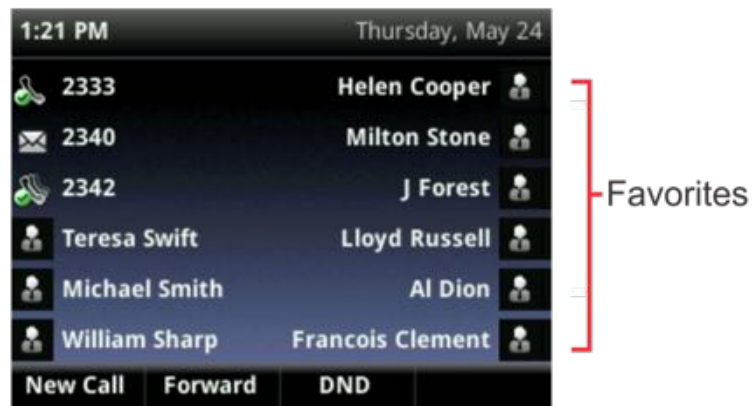 1:21 PM Thursday, May 24
2333 Helen Cooper
2340 Milton Stone
2342 J Forest
Teresa Swift Lloyd Russell
Michael Smith Al Dion
William Sharp Francois Clement
New Call Forward DND
Favorites